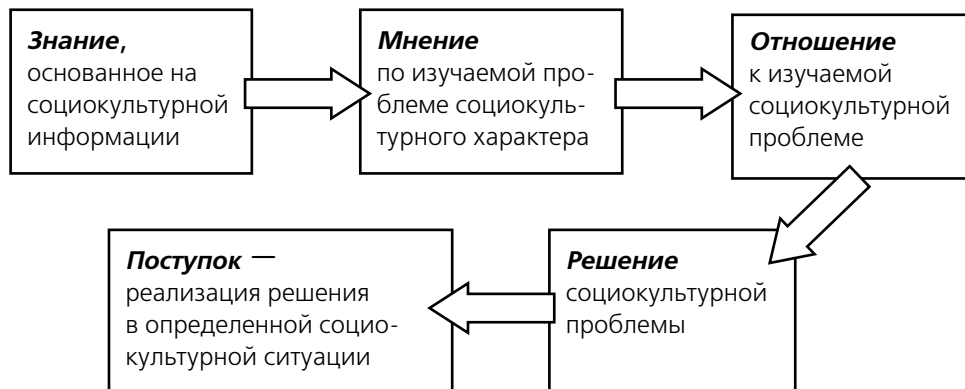 Знание,
основанное на
социокультурной
информации
Мнение
по изучаемой про-
блеме социокуль-
турного характера
Отношение
к изучаемой
социокультурной
проблеме
Решение
социокультурной
проблемы
Поступок —
реализация решения
в определенной социо-
культурной ситуации